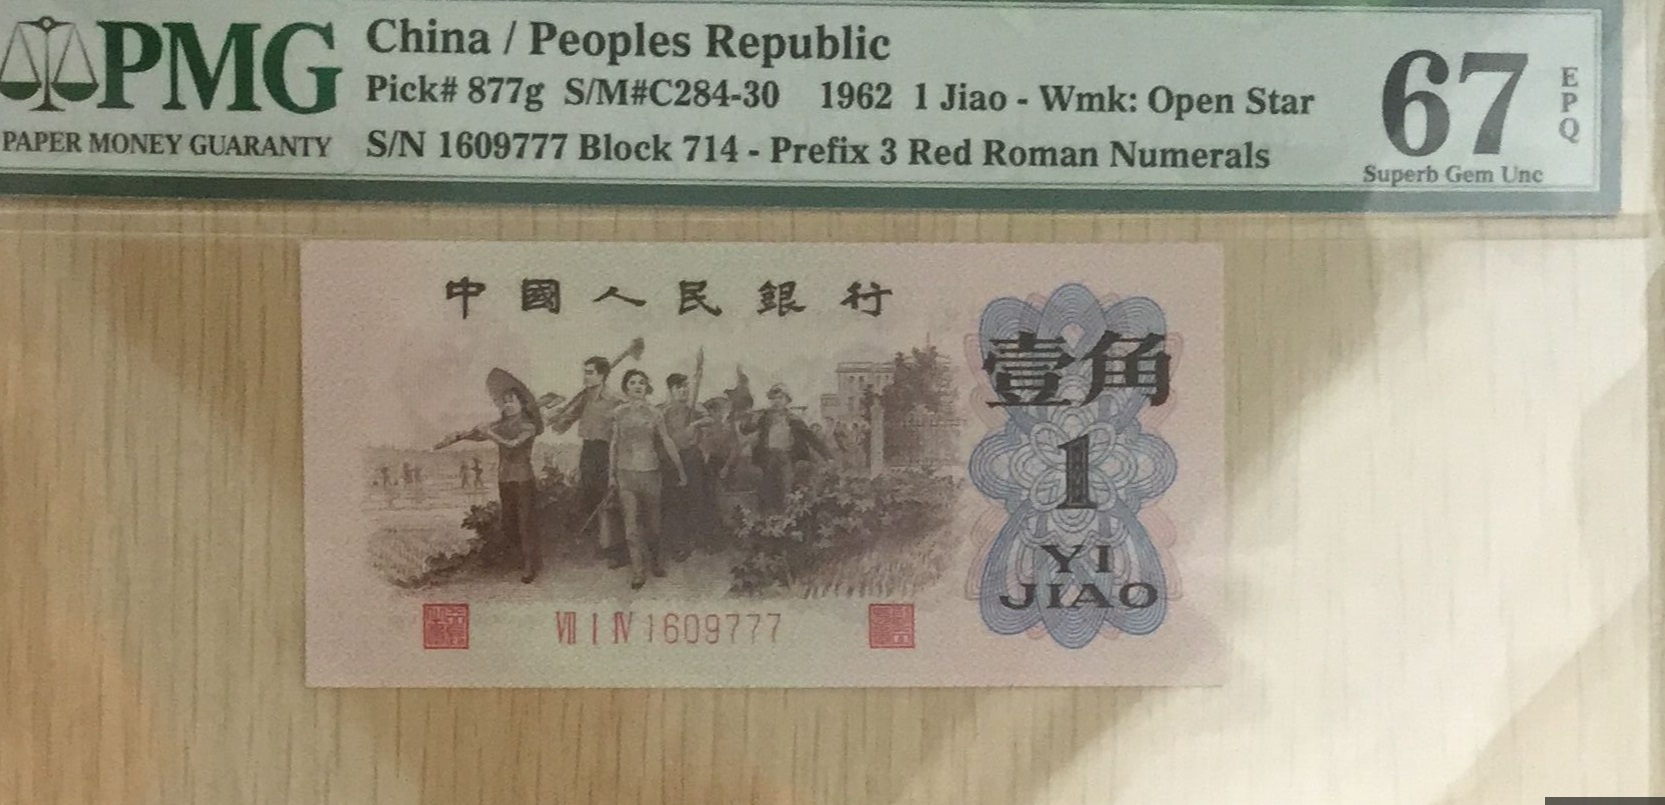 PMG
PAPER MONEY GUARANTY
China / Peoples Republic
Pick# 877g S/M#C284-30 1962 1 Jiao - Wmk: Open Star
S/N 1609777 Block 714 - Prefix 3 Red Roman Numerals
67
EPQ
Superb Gem Unc
中國人民銀行
壹角
1
YI
JIAO
VII I IV 1609777